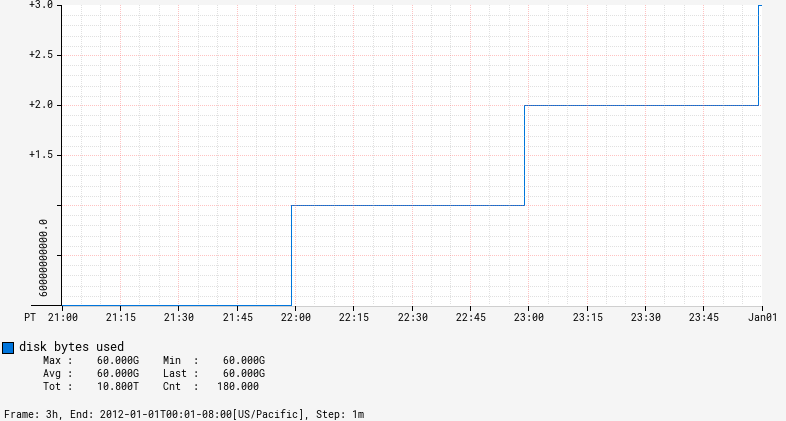 +3.0
+2.5
+2.0
+1.5
60000000000.0
PT 21:00 21:15 21:30 21:45 22:00 22:15 22:30 22:45 23:00 23:15 23:30 23:45 Jan01
disk bytes used
Max : 60.000G Min : 60.000G
Avg : 60.000G Last : 60.000G
Tot : 10.800T Cnt : 180.000
Frame: 3h, End: 2012-01-01T00:01-08:00[US/Pacific], Step: 1m